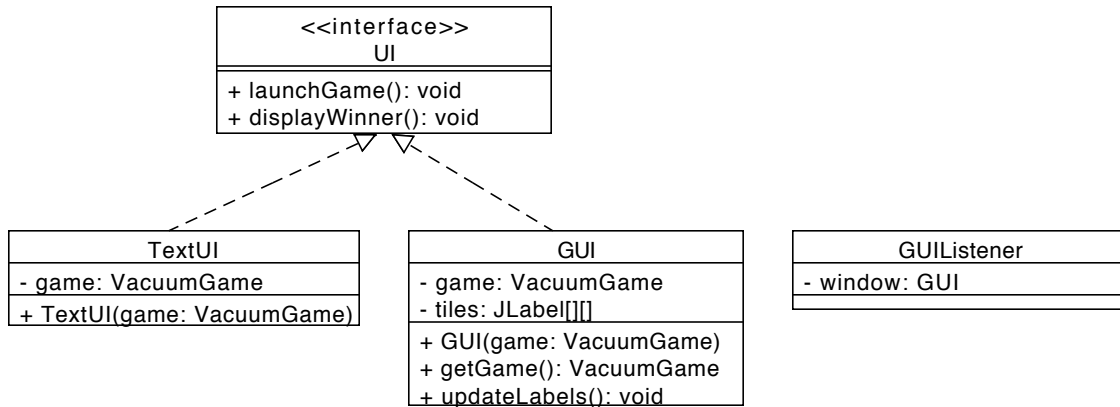 <<interface>>
UI
+ launchGame(): void
+ displayWinner(): void
TextUI
- game: VacuumGame
+ TextUI(game: VacuumGame)
GUI
- game: VacuumGame
- tiles: JLabel[][]
+ GUI(game: VacuumGame)
+ getGame(): VacuumGame
+ updateLabels(): void
GUIListener
- window: GUI